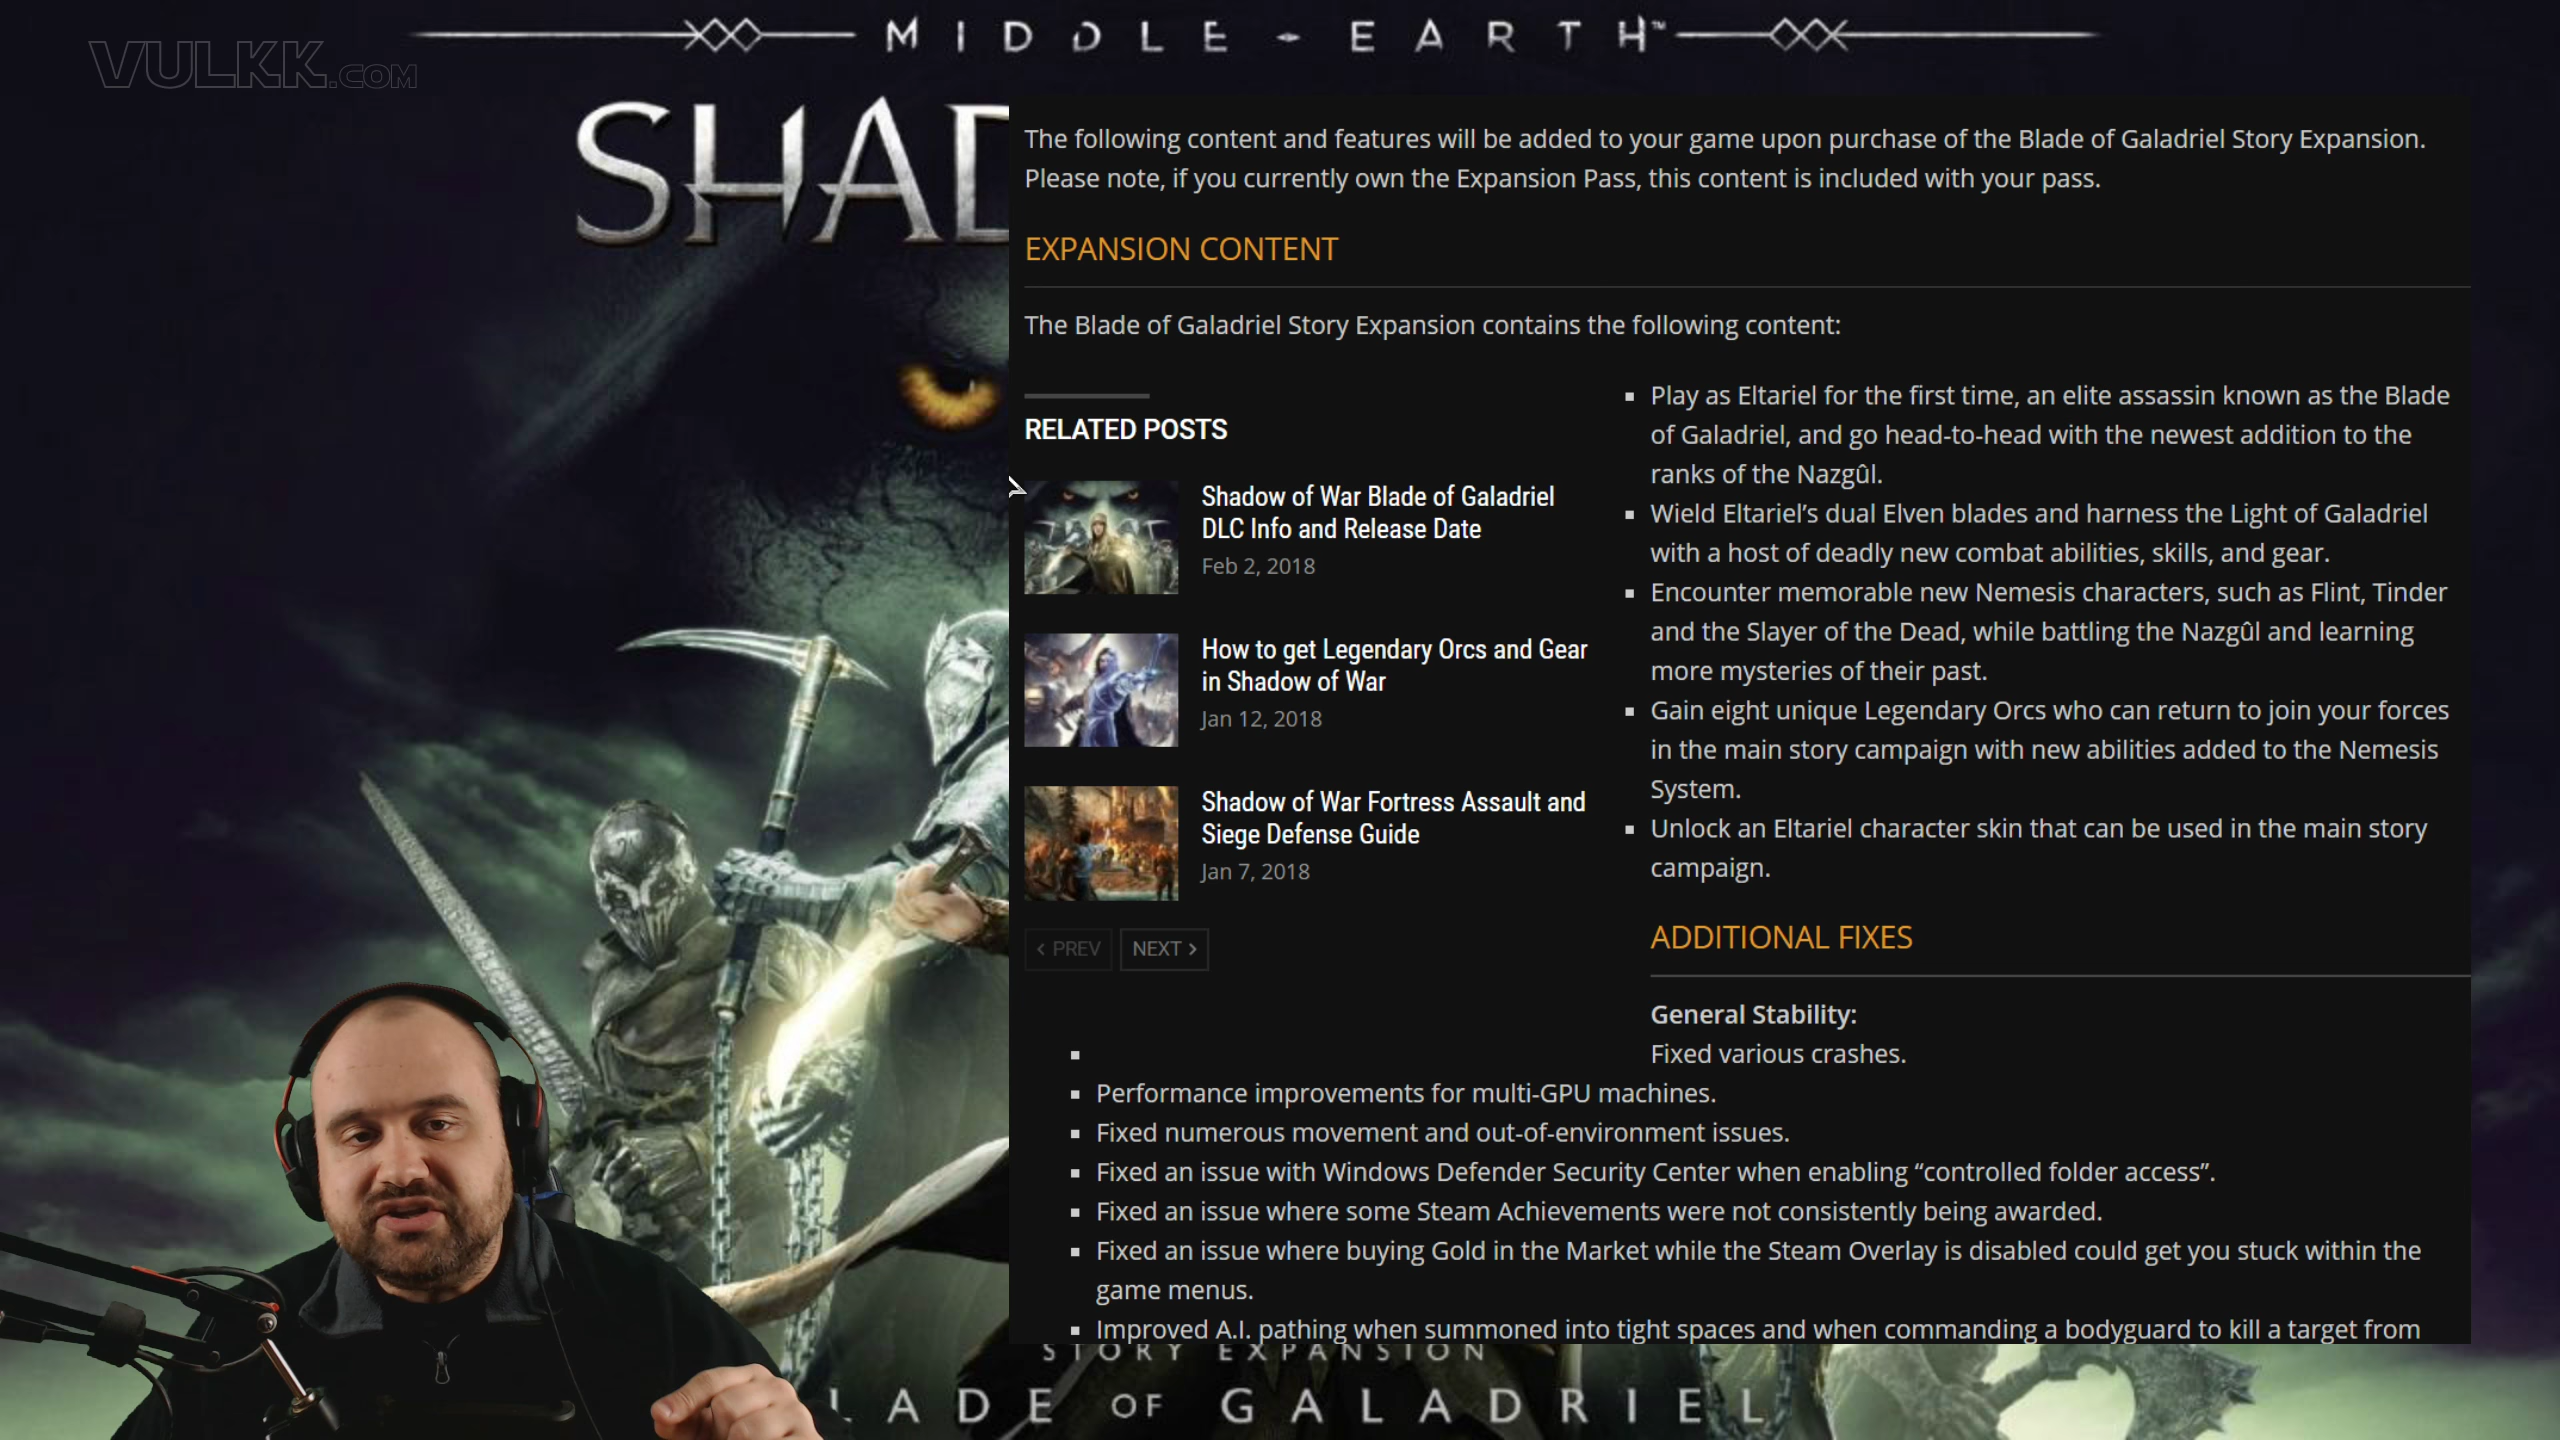 MIDDLE-EARTH™
VULKK.COM
SHAD
The following content and features will be added to your game upon purchase of the Blade of Galadriel Story Expansion.
Please note, if you currently own the Expansion Pass, this content is included with your pass.
EXPANSION CONTENT
The Blade of Galadriel Story Expansion contains the following content:
RELATED POSTS
Shadow of War Blade of Galadriel
DLC Info and Release Date
Feb 2, 2018
How to get Legendary Orcs and Gear
in Shadow of War
Jan 12, 2018
Shadow of War Fortress Assault and
Siege Defense Guide
Jan 7, 2018
‹ PREV
NEXT ›
▪ Play as Eltariel for the first time, an elite assassin known as the Blade
of Galadriel, and go head-to-head with the newest addition to the
ranks of the Nazgûl.
▪ Wield Eltariel’s dual Elven blades and harness the Light of Galadriel
with a host of deadly new combat abilities, skills, and gear.
▪ Encounter memorable new Nemesis characters, such as Flint, Tinder
and the Slayer of the Dead, while battling the Nazgûl and learning
more mysteries of their past.
▪ Gain eight unique Legendary Orcs who can return to join your forces
in the main story campaign with new abilities added to the Nemesis
System.
▪ Unlock an Eltariel character skin that can be used in the main story
campaign.
ADDITIONAL FIXES
General Stability:
Fixed various crashes.
▪ Performance improvements for multi-GPU machines.
▪ Fixed numerous movement and out-of-environment issues.
▪ Fixed an issue with Windows Defender Security Center when enabling “controlled folder access”.
▪ Fixed an issue where some Steam Achievements were not consistently being awarded.
▪ Fixed an issue where buying Gold in the Market while the Steam Overlay is disabled could get you stuck within the
game menus.
▪ Improved A.I. pathing when summoned into tight spaces and when commanding a bodyguard to kill a target from
STORY EXPANSION
LADE OF GALADRIEL